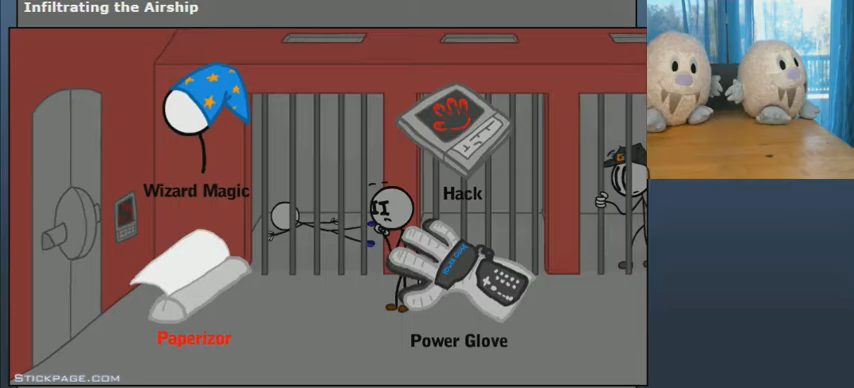 Infiltrating the Airship
Wizard Magic
Hack
Paperizor
Power Glove
STICKPAGE.COM